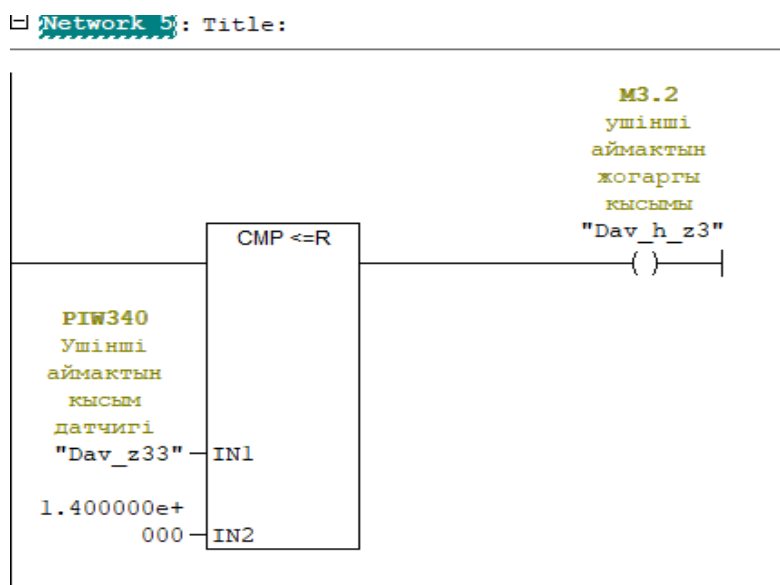 Network 5: Title:
M3.2
ушінші
аймактын
жогаргы
кысымы
"Dav_h_z3"
CMP <=R
( )
PIW340
Ушінші
аймактын
кысым
датчигі
"Dav_z33"
IN1
1.400000e+
000
IN2